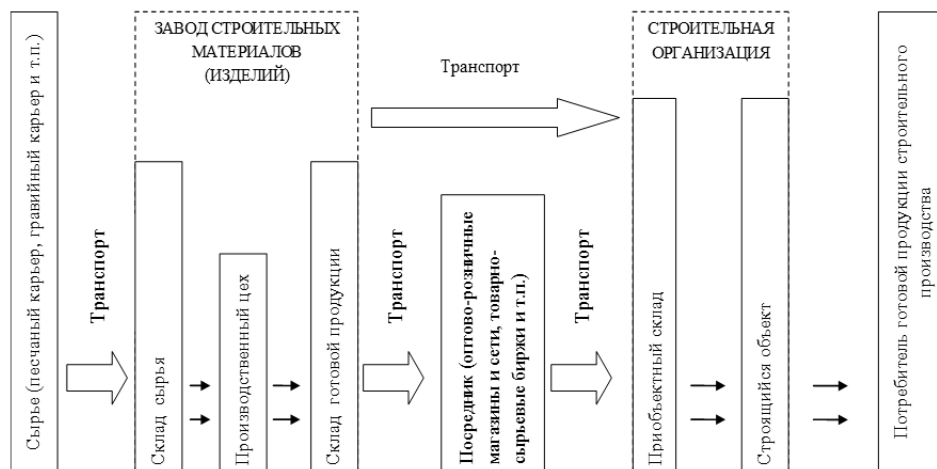 Сырье (песчаный карьер, гравийный карьер и т.п.)
Транспорт
ЗАВОД СТРОИТЕЛЬНЫХ
МАТЕРИАЛОВ
(ИЗДЕЛИЙ)
Склад сырья
Производственный цех
Склад готовой продукции
Транспорт
Транспорт
Посредник (оптово-розничные
магазины и сети, товарно-
сырьевые биржи и т.п.)
Транспорт
СТРОИТЕЛЬНАЯ
ОРГАНИЗАЦИЯ
Приобъектный склад
Строящийся объект
Потребитель готовой продукции строительного
производства